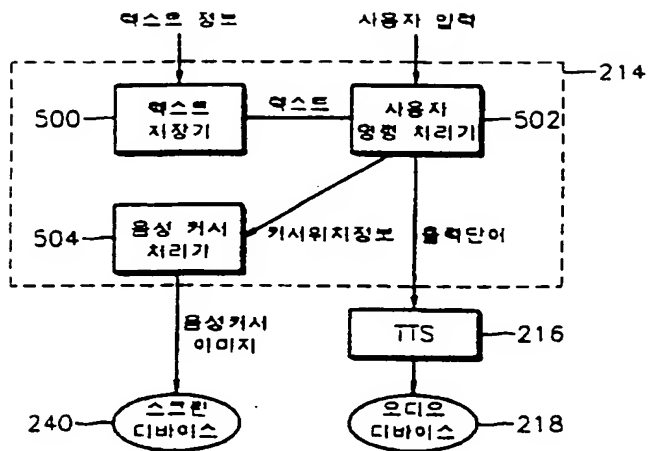 텍스트 정보
사용자 입력
214
500
텍스트
저장기
텍스트
사용자
명령 처리기
502
504
음성 커서
처리기
커서위치정보
출력단어
음성커서
이미지
TTS
216
240
스크린
디바이스
오디오
디바이스
218